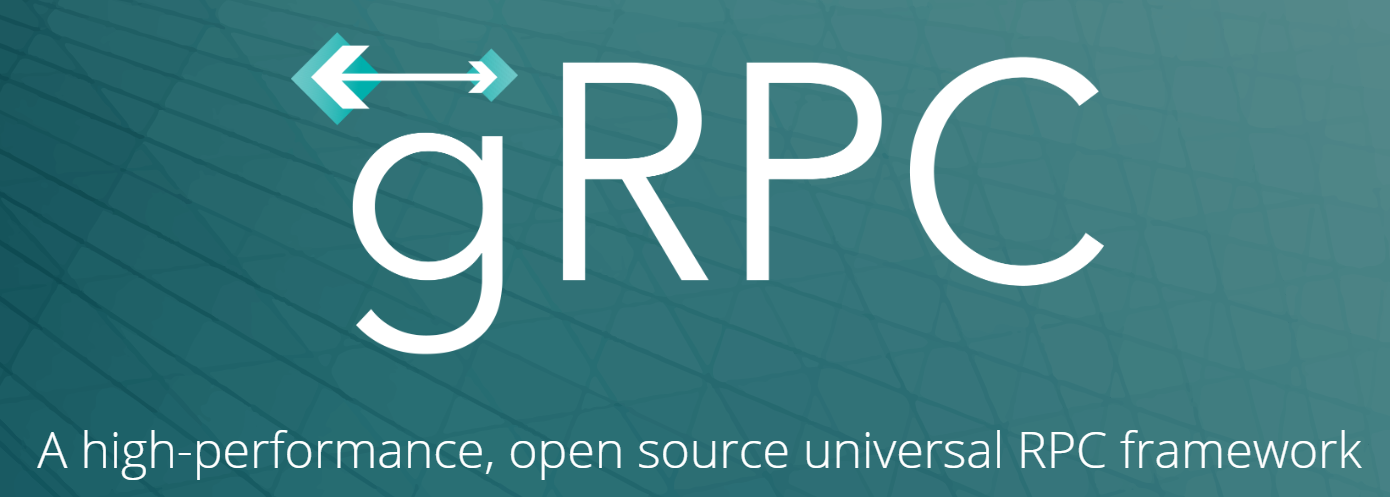 gRPC
A high-performance, open source universal RPC framework